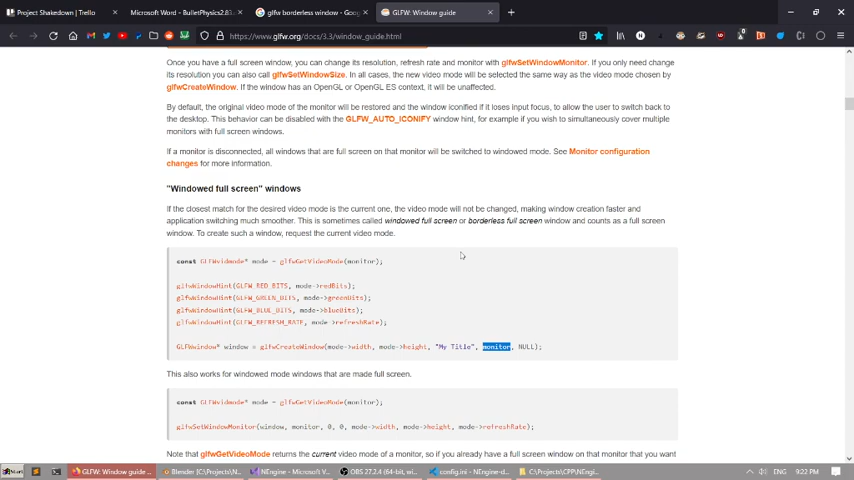 Project Shakedown | Trello
Microsoft Word - BulletPhysics2.83.
glfw borderless window - Goog
GLFW: Window guide
https://www.glfw.org/docs/3.3/window_guide.html
Once you have a full screen window, you can change its resolution, refresh rate and monitor with glfwSetWindowMonitor. If you only need change
its resolution you can also call glfwSetWindowSize. In all cases, the new video mode will be selected the same way as the video mode chosen by
glfwCreateWindow. If the window has an OpenGL or OpenGL ES context, it will be unaffected.
By default, the original video mode of the monitor will be restored and the window iconified if it loses input focus, to allow the user to switch back to
the desktop. This behavior can be disabled with the GLFW_AUTO_ICONIFY window hint, for example if you wish to simultaneously cover multiple
monitors with full screen windows.
If a monitor is disconnected, all windows that are full screen on that monitor will be switched to windowed mode. See Monitor configuration
changes for more information.
"Windowed full screen" windows
If the closest match for the desired video mode is the current one, the video mode will not be changed, making window creation faster and
application switching much smoother. This is sometimes called windowed full screen or borderless full screen window and counts as a full screen
window. To create such a window, request the current video mode.
const GLFWvidmode* mode = glfwGetVideoMode(monitor);
glfwWindowHint(GLFW_RED_BITS, mode->redBits);
glfwWindowHint(GLFW_GREEN_BITS, mode->greenBits);
glfwWindowHint(GLFW_BLUE_BITS, mode->blueBits);
glfwWindowHint(GLFW_REFRESH_RATE, mode->refreshRate);
GLFWwindow* window = glfwCreateWindow(mode->width, mode->height, "My Title", monitor, NULL);
This also works for windowed mode windows that are made full screen.
const GLFWvidmode* mode = glfwGetVideoMode(monitor);
glfwSetWindowMonitor(window, monitor, 0, 0, mode->width, mode->height, mode->refreshRate);
Note that glfwGetVideoMode returns the current video mode of a monitor, so if you already have a full screen window on that monitor that you want
Start
GLFW: Window guide ...
Blender [C:\Projects\N...
NEngine - Microsoft V...
OBS 27.2.4 (64-bit, wi...
config.ini - NEngine-d...
C:\Projects\CPP\NEngi...
ENG
9:22 PM